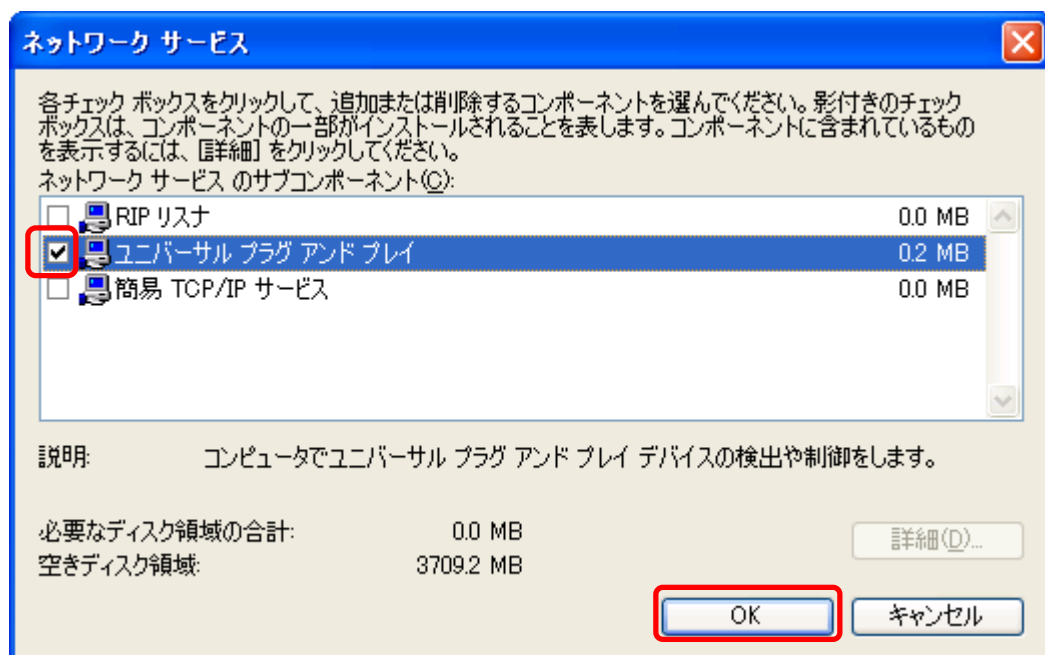 ネットワーク サービス
各チェック ボックスをクリックして、追加または削除するコンポーネントを選んでください。影付きのチェック
ボックスは、コンポーネントの一部がインストールされることを表します。コンポーネントに含まれているもの
を表示するには、[詳細] をクリックしてください。
ネットワーク サービス のサブコンポーネント(C):
RIP リスナ 0.0 MB
ユニバーサル プラグ アンド プレイ 0.2 MB
簡易 TCP/IP サービス 0.0 MB
説明: コンピュータでユニバーサル プラグ アンド プレイ デバイスの検出や制御をします。
必要なディスク領域の合計: 0.0 MB
空きディスク領域: 3709.2 MB
詳細(D)...
OK キャンセル